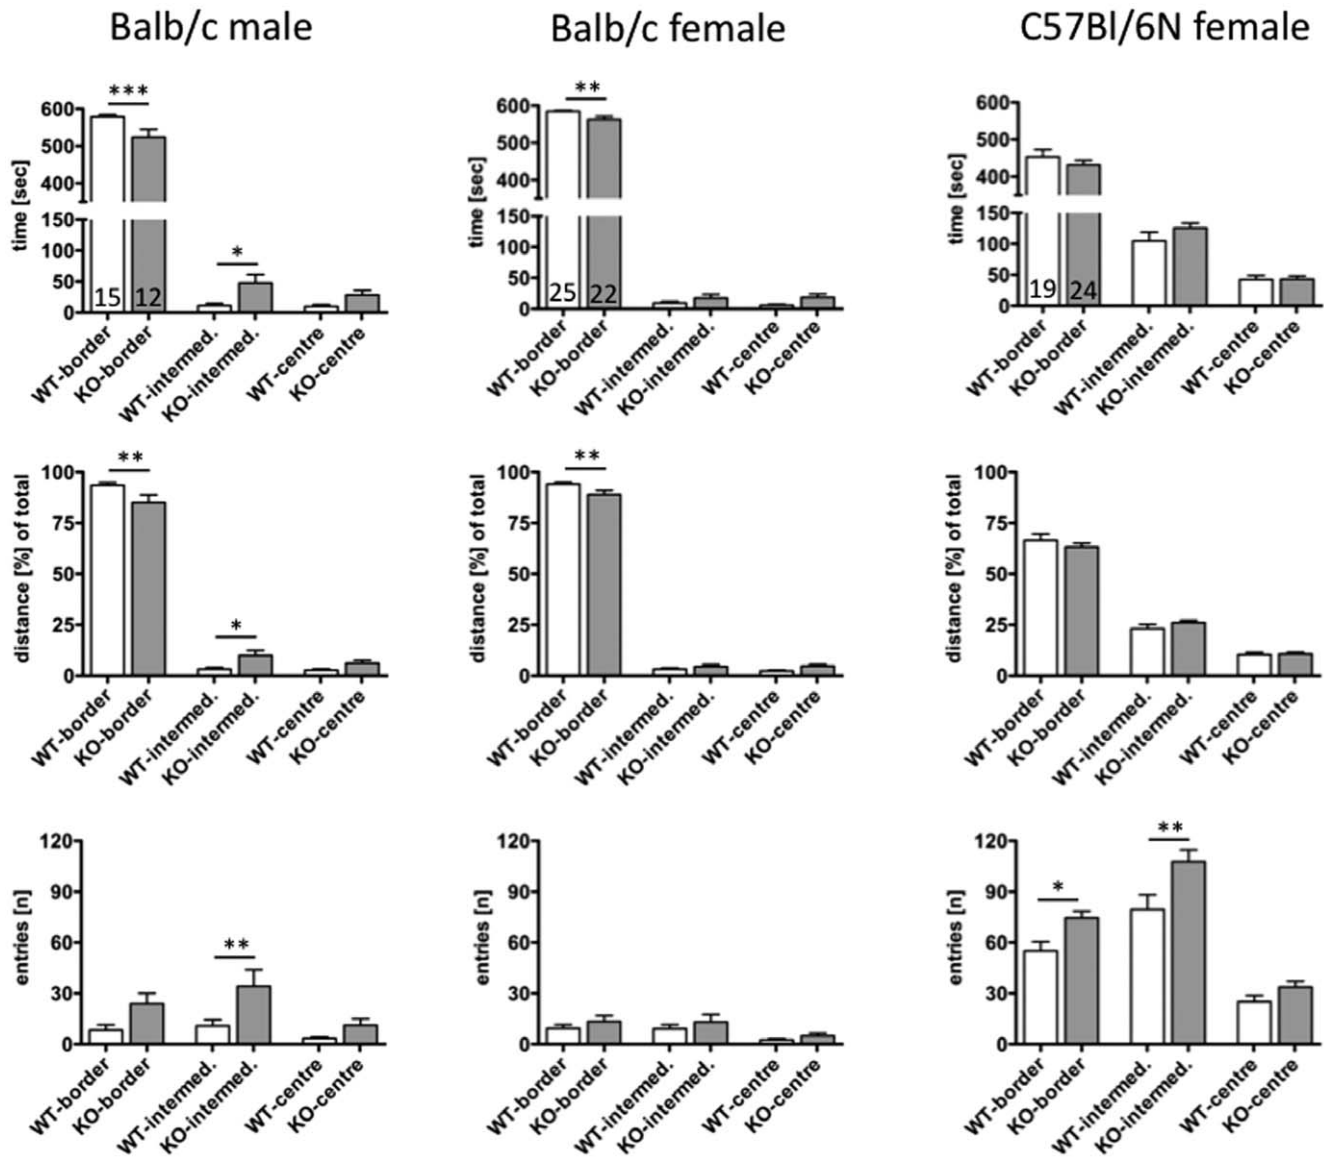 Balb/c male
Balb/c female
C57Bl/6N female
***
600
500
400
150
100
50
0
time [sec]
*
15
12
WT-border
KO-border
WT-intermed.
KO-intermed.
WT-centre
KO-centre
**
600
500
400
150
100
50
0
time [sec]
25
22
WT-border
KO-border
WT-intermed.
KO-intermed.
WT-centre
KO-centre
600
500
400
150
100
50
0
time [sec]
19
24
WT-border
KO-border
WT-intermed.
KO-intermed.
WT-centre
KO-centre
**
100
75
50
25
0
distance [%] of total
*
WT-border
KO-border
WT-intermed.
KO-intermed.
WT-centre
KO-centre
**
100
75
50
25
0
distance [%] of total
WT-border
KO-border
WT-intermed.
KO-intermed.
WT-centre
KO-centre
100
75
50
25
0
distance [%] of total
WT-border
KO-border
WT-intermed.
KO-intermed.
WT-centre
KO-centre
120
90
60
30
0
entries [n]
**
WT-border
KO-border
WT-intermed.
KO-intermed.
WT-centre
KO-centre
120
90
60
30
0
entries [n]
WT-border
KO-border
WT-intermed.
KO-intermed.
WT-centre
KO-centre
120
90
60
30
0
entries [n]
*
**
WT-border
KO-border
WT-intermed.
KO-intermed.
WT-centre
KO-centre